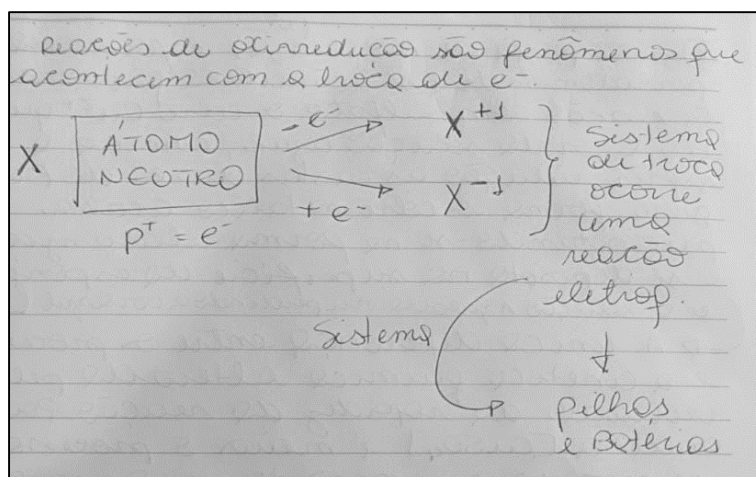 reações de oxirredução são fenômenos que
acontecem com a troca de e-.
X
ÁTOMO
NEUTRO
p+ = e-
- e-
X+1
+ e-
X-1
Sistema
de troca
ocorre
uma
reação
eletroq.
Sistema
pilhas
e Baterias